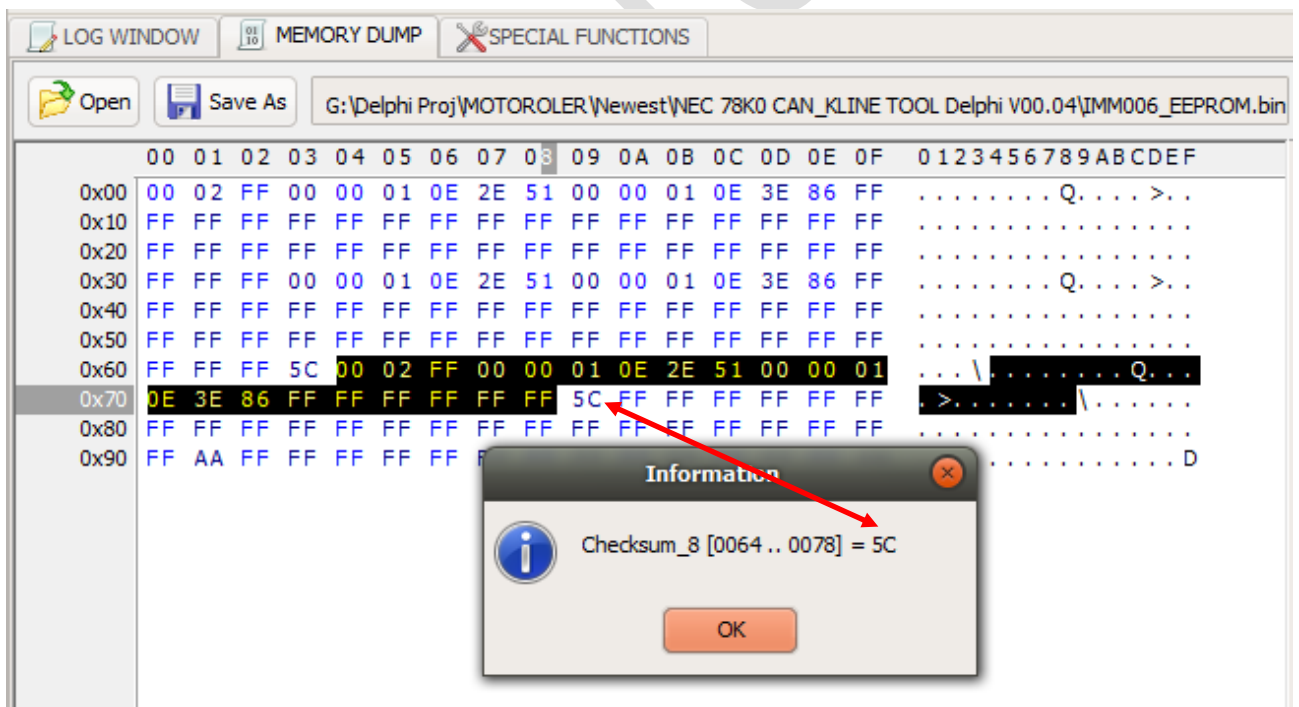 LOG WINDOW MEMORY DUMP SPECIAL FUNCTIONS
Open Save As G:\Delphi Proj\MOTOROLER\Newest\NEC 78K0 CAN_KLINE TOOL Delphi V00.04\IMM006_EEPROM.bin
00 01 02 03 04 05 06 07 08 09 0A 0B 0C 0D 0E 0F 0123456789ABCDEF
0x00 00 02 FF 00 00 01 0E 2E 51 00 00 01 0E 3E 86 FF ........Q....>..
0x10 FF FF FF FF FF FF FF FF FF FF FF FF FF FF FF FF ................
0x20 FF FF FF FF FF FF FF FF FF FF FF FF FF FF FF FF ................
0x30 FF FF FF 00 00 01 0E 2E 51 00 00 01 0E 3E 86 FF ........Q....>..
0x40 FF FF FF FF FF FF FF FF FF FF FF FF FF FF FF FF ................
0x50 FF FF FF FF FF FF FF FF FF FF FF FF FF FF FF FF ................
0x60 FF FF FF 5C 00 02 FF 00 00 01 0E 2E 51 00 00 01 ...\........Q...
0x70 0E 3E 86 FF FF FF FF FF FF 5C FF FF FF FF FF FF .>.......\......
0x80 FF FF FF FF FF FF FF FF FF FF FF FF FF FF FF FF ................
0x90 FF AA FF FF FF FF FF ............D
Information
Checksum_8 [0064 .. 0078] = 5C
OK